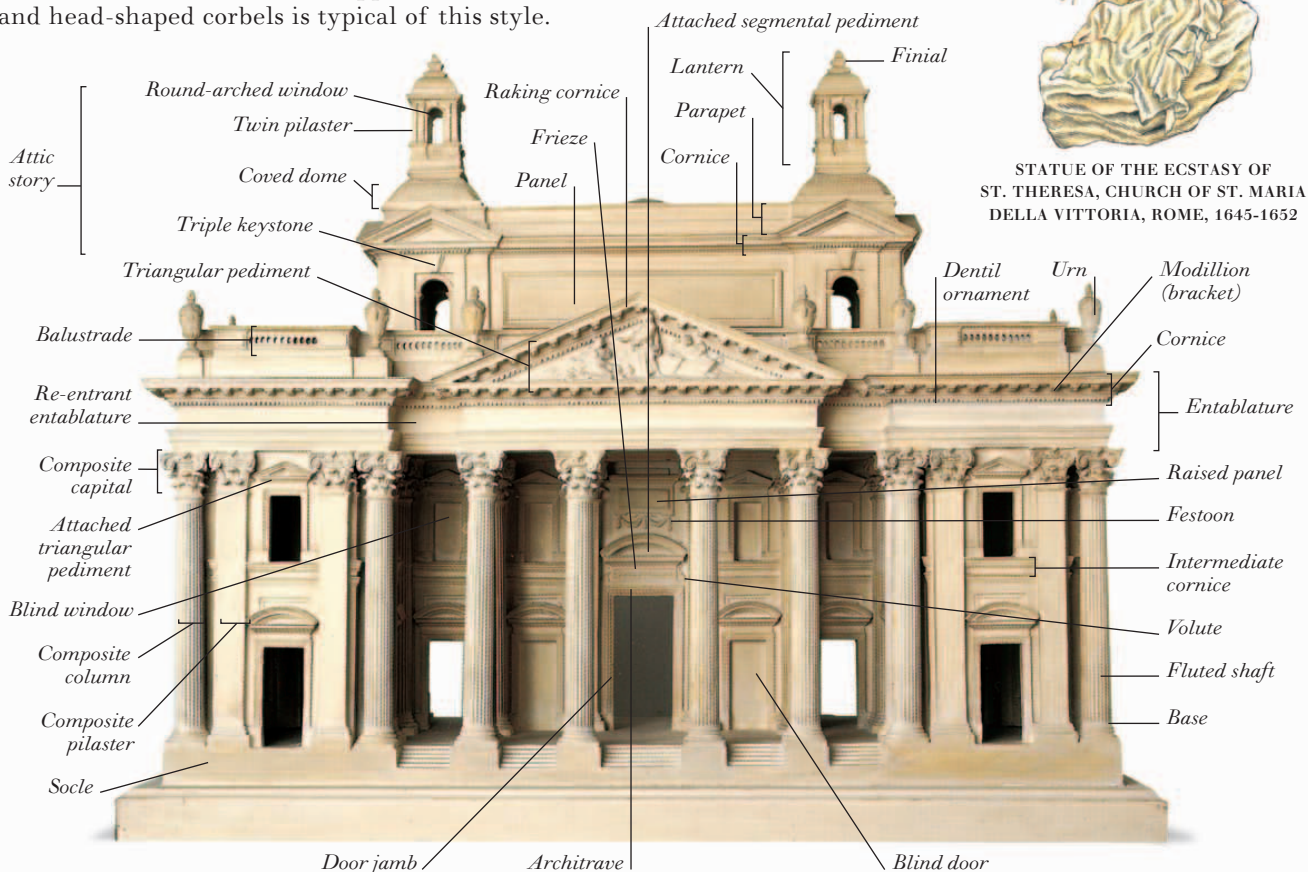 and head-shaped corbels is typical of this style.
Attached segmental pediment
Finial
Lantern
Round-arched window
Raking cornice
Parapet
Twin pilaster
Frieze
Attic
story
Cornice
Coved dome
Panel
STATUE OF THE ECSTASY OF
ST. THERESA, CHURCH OF ST. MARIA
DELLA VITTORIA, ROME, 1645-1652
Triple keystone
Triangular pediment
Dentil
ornament
Urn
Modillion
(bracket)
Balustrade
Cornice
Re-entrant
entablature
Entablature
Composite
capital
Raised panel
Attached
triangular
pediment
Festoon
Intermediate
cornice
Blind window
Volute
Composite
column
Fluted shaft
Composite
pilaster
Base
Socle
Door jamb
Architrave
Blind door